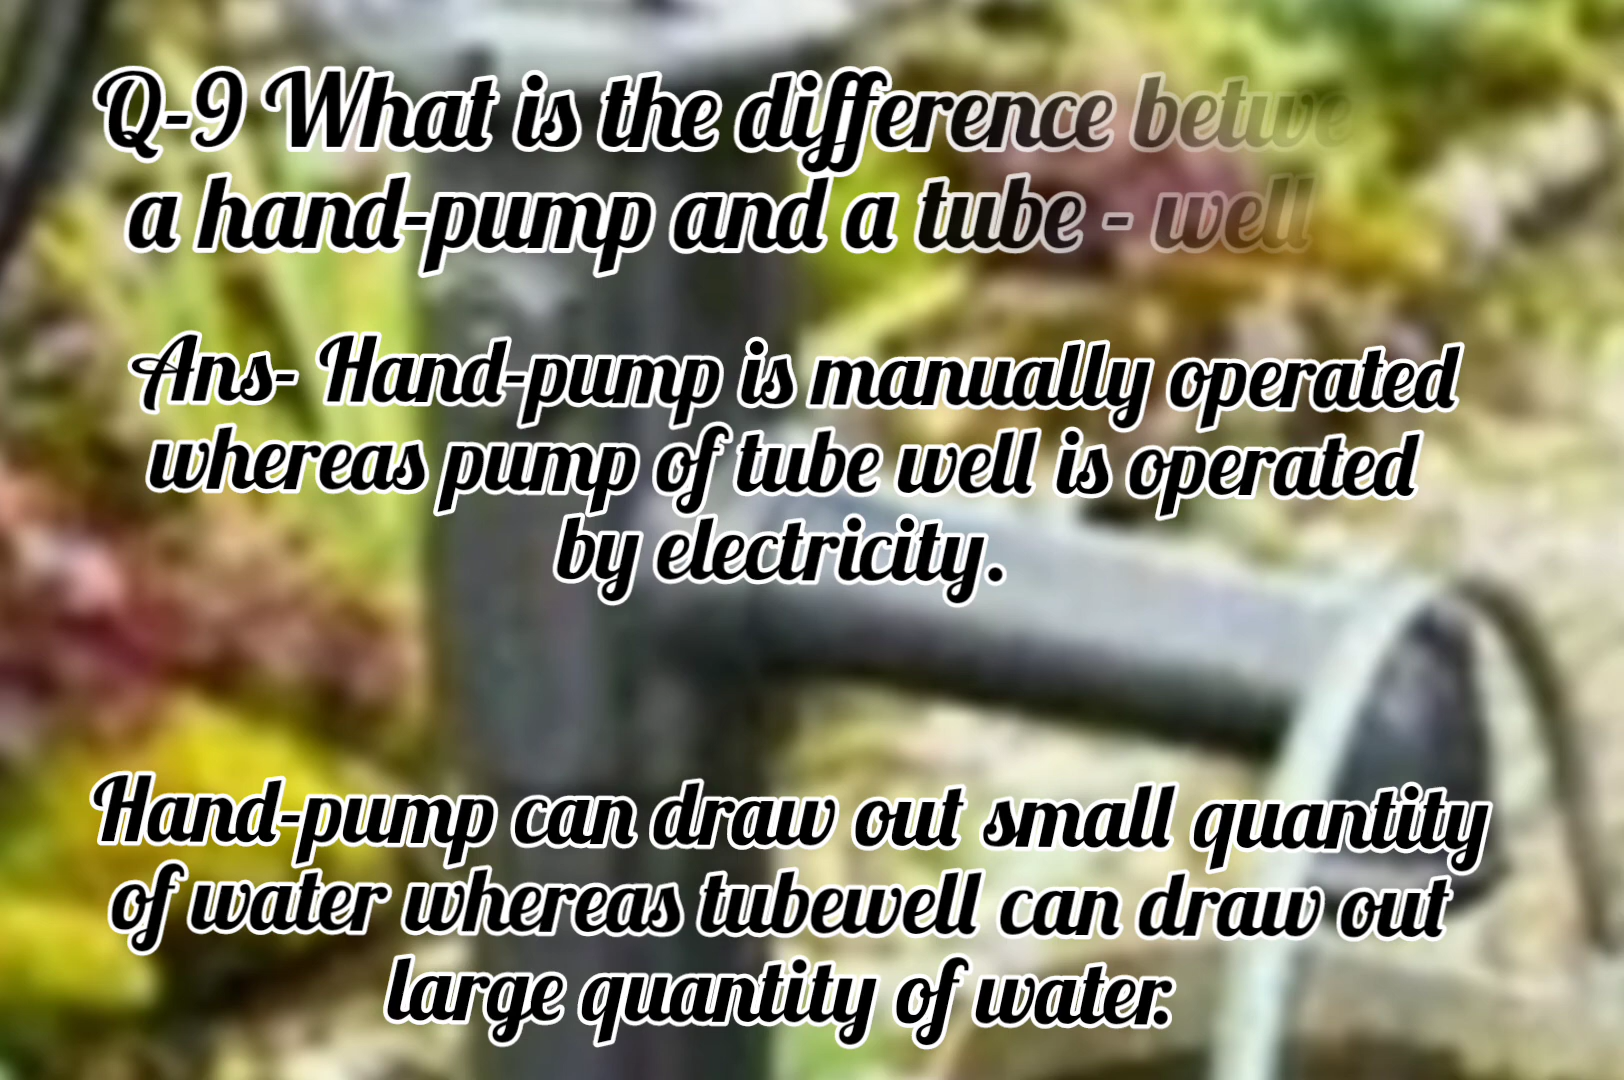 Q-9 What is the difference betwe
a hand-pump and a tube - well
Ans- Hand-pump is manually operated
whereas pump of tube well is operated
by electricity.
Hand-pump can draw out small quantity
of water whereas tubewell can draw out
large quantity of water.